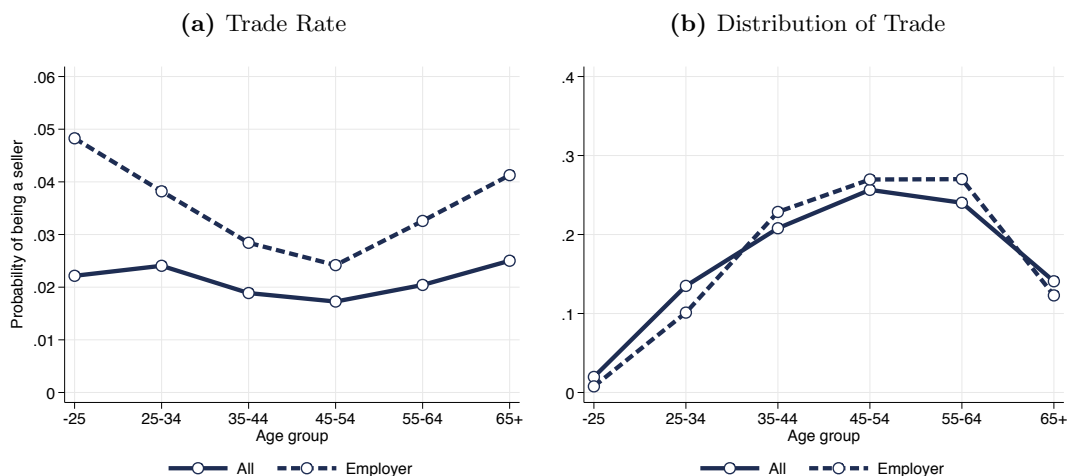 (a) Trade Rate
Probability of being a seller
.06
.05
.04
.03
.02
.01
0
-25 25-34 35-44 45-54 55-64 65+
Age group
All Employer
(b) Distribution of Trade
.4
.3
.2
.1
0
-25 25-34 35-44 45-54 55-64 65+
Age group
All Employer